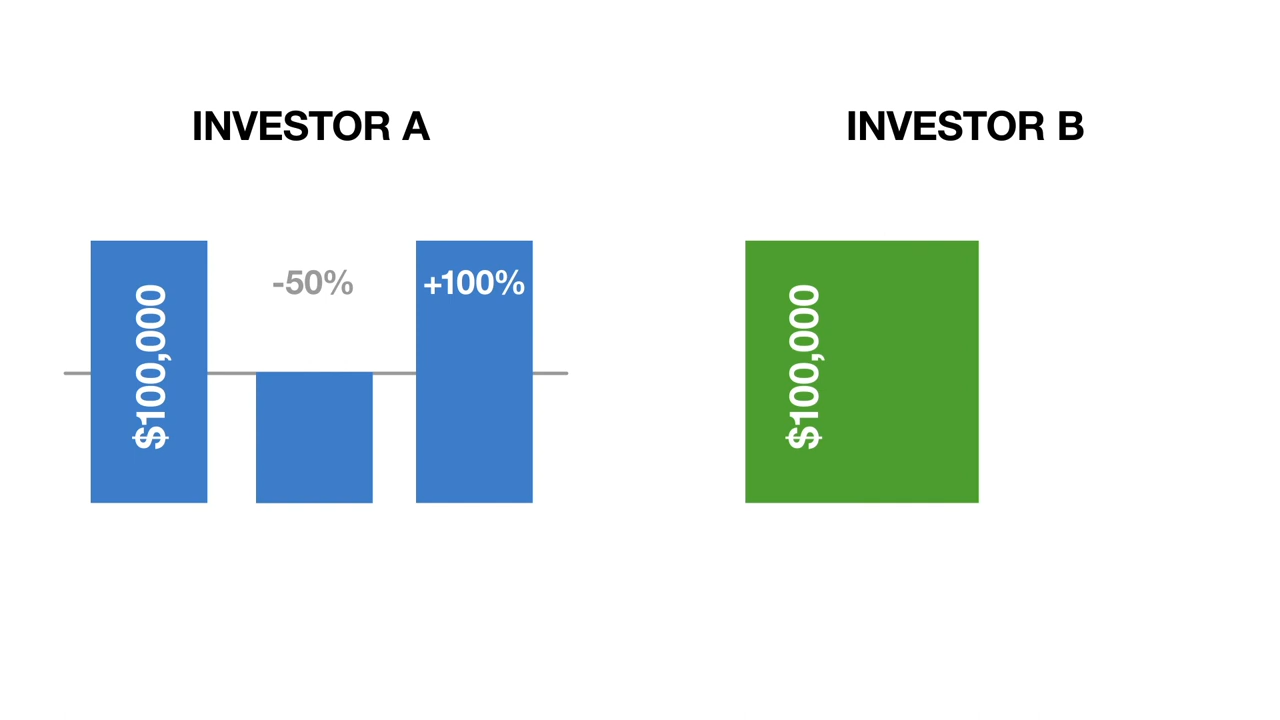 INVESTOR A
$100,000
-50%
+100%
INVESTOR B
$100,000